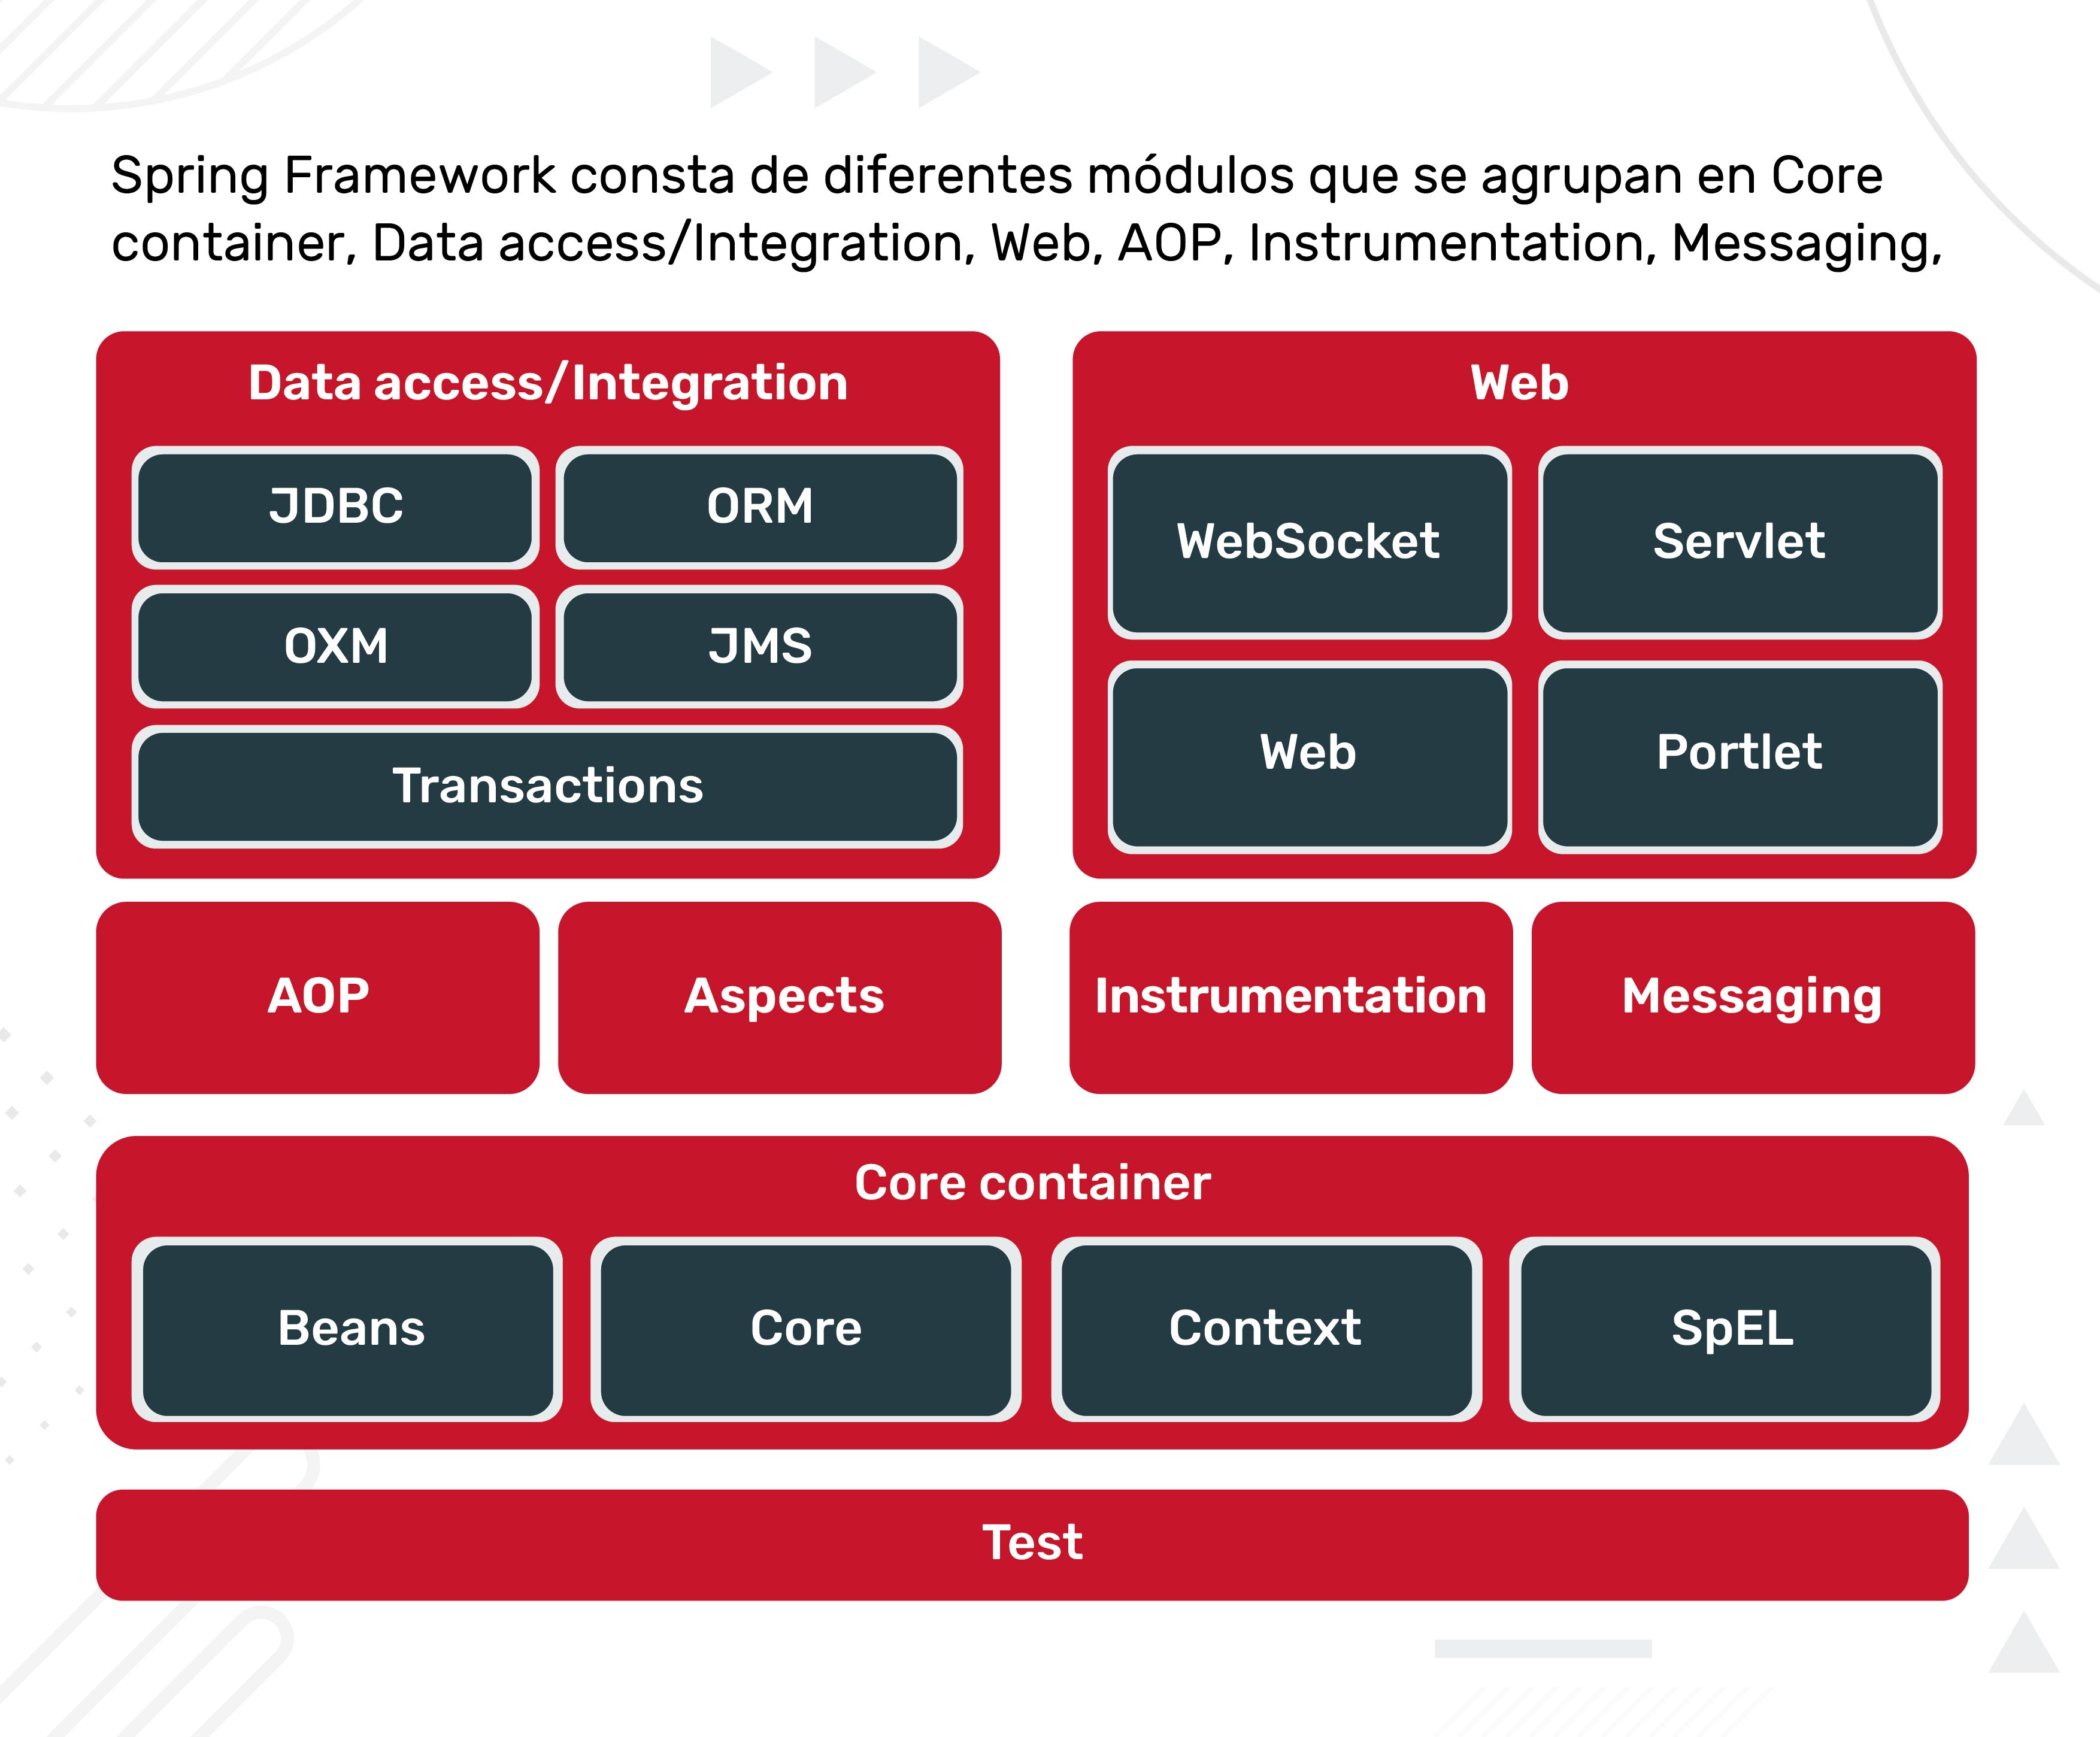 Spring Framework consta de diferentes módulos que se agrupan en Core
container, Data access/Integration, Web, AOP, Instrumentation, Messaging,
Data access/Integration
JDBC
ORM
OXM
JMS
Transactions
Web
WebSocket
Servlet
Web
Portlet
AOP
Aspects
Instrumentation
Messaging
Core container
Beans
Core
Context
SpEL
Test